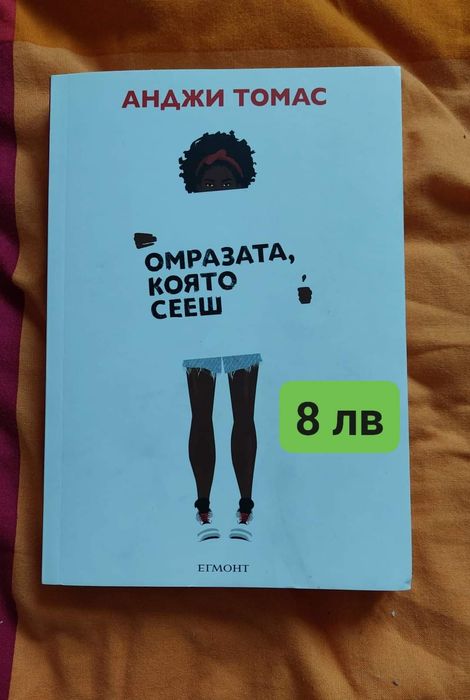 АНДЖИ ТОМАС
ОМРАЗАТА,
КОЯТО
СЕЕШ
8 лв
ЕГМОНТ